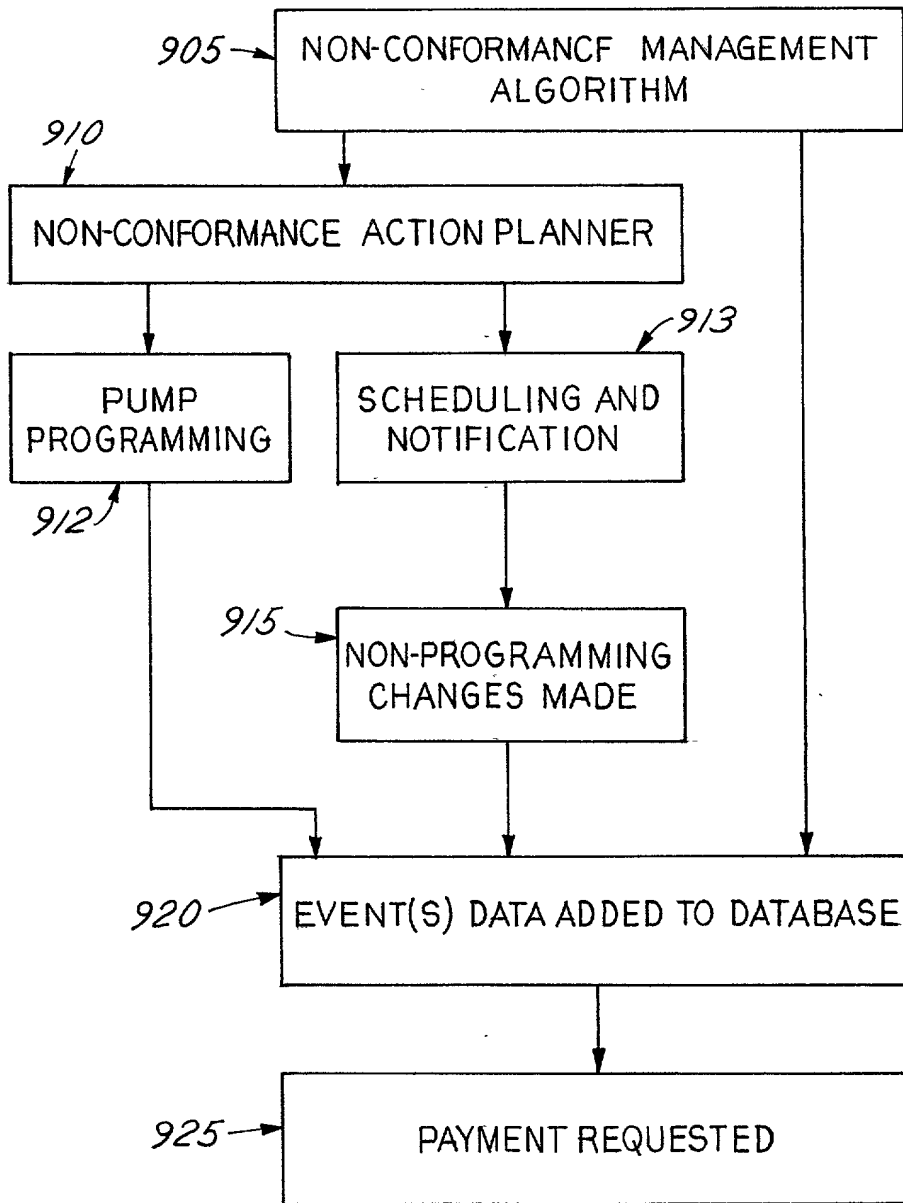 905
NON-CONFORMANCF MANAGEMENT
ALGORITHM
910
NON-CONFORMANCE ACTION PLANNER
913
PUMP
PROGRAMMING
912
SCHEDULING AND
NOTIFICATION
915
NON-PROGRAMMING
CHANGES MADE
920
EVENT(S) DATA ADDED TO DATABASE
925
PAYMENT REQUESTED